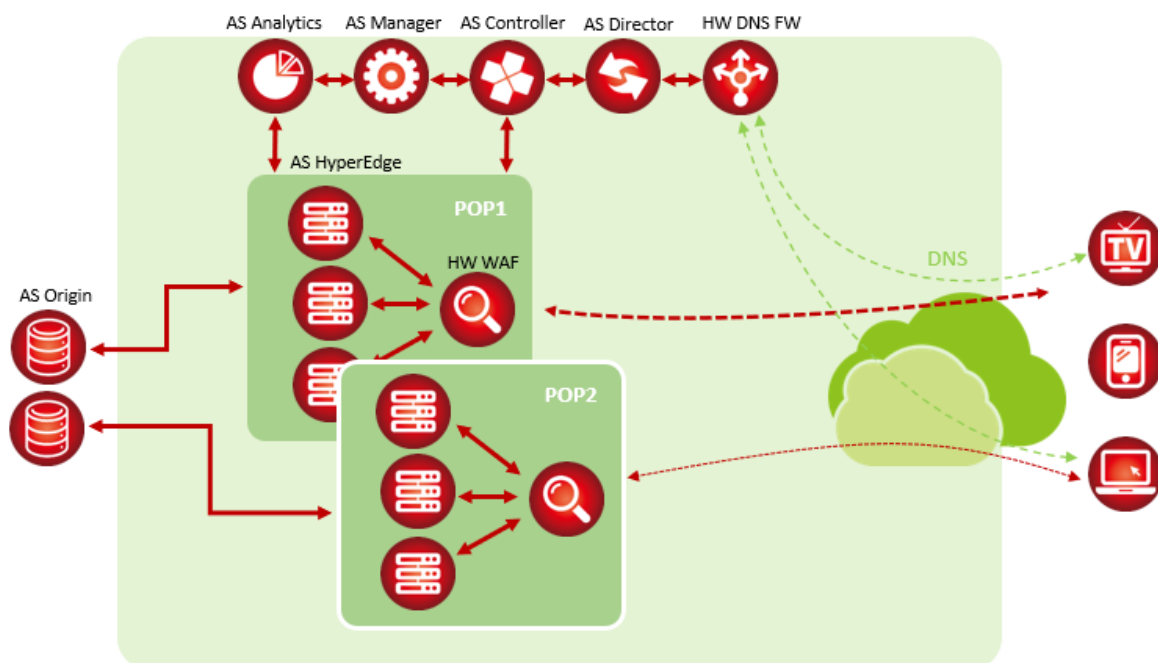 AS Analytics
AS Manager
AS Controller
AS Director
HW DNS FW
AS HyperEdge
POP1
HW WAF
DNS
TV
AS Origin
POP2